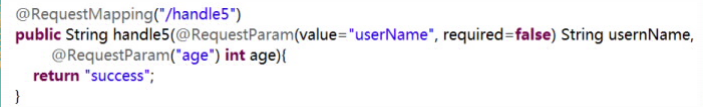 @RequestMapping("/handle5")
public String handle5(@RequestParam(value="userName", required=false) String usernName,
@RequestParam("age") int age){
return "success";
}